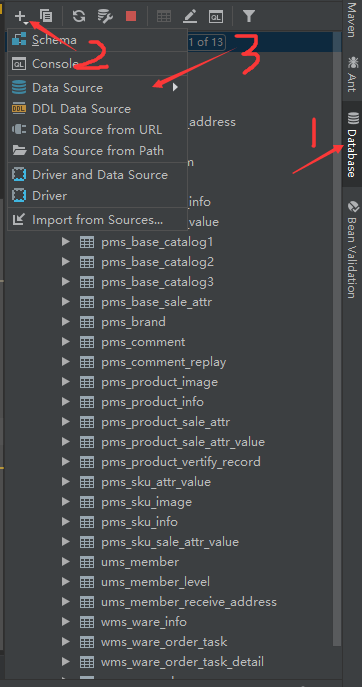 2
Schema
1 of 13
Console
3
Data Source
DDL Data Source
_address
Data Source from URL
Data Source from Path
Driver and Data Source
Driver
_info
Import from Sources...
_value
pms_base_catalog1
pms_base_catalog2
pms_base_catalog3
pms_base_sale_attr
pms_brand
pms_comment
pms_comment_replay
pms_product_image
pms_product_info
pms_product_sale_attr
pms_product_sale_attr_value
pms_product_vertify_record
pms_sku_attr_value
pms_sku_image
pms_sku_info
pms_sku_sale_attr_value
ums_member
ums_member_level
ums_member_receive_address
wms_ware_info
wms_ware_order_task
wms_ware_order_task_detail
Maven
Ant
1
Database
Bean Validation